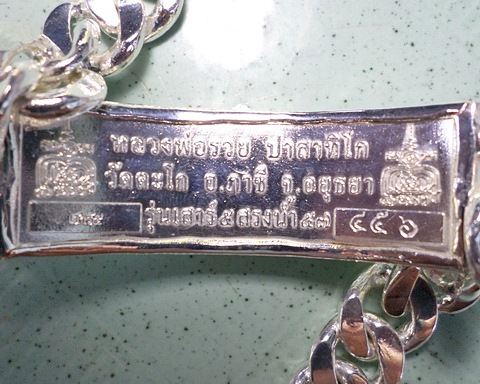 หลวงพ่อรวย ปาสาทิโก
วัดตะโก อ.ภาชี จ.อยุธยา
รุ่นเสาร์๕สรงน้ำ๕๗
๔๕๖